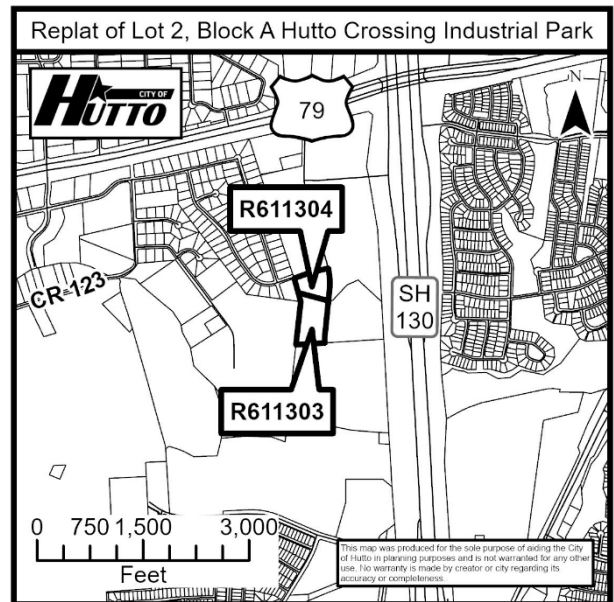 Replat of Lot 2, Block A Hutto Crossing Industrial Park
CITY OF
HUTTO
79
N
R611304
CR 123
SH
130
R611303
0 750 1,500 3,000
Feet
This map was produced for the sole purpose of aiding the City
of Hutto in planning purposes and is not warranted for any other
use. No warranty is made by creator or city regarding its
accuracy or completeness.